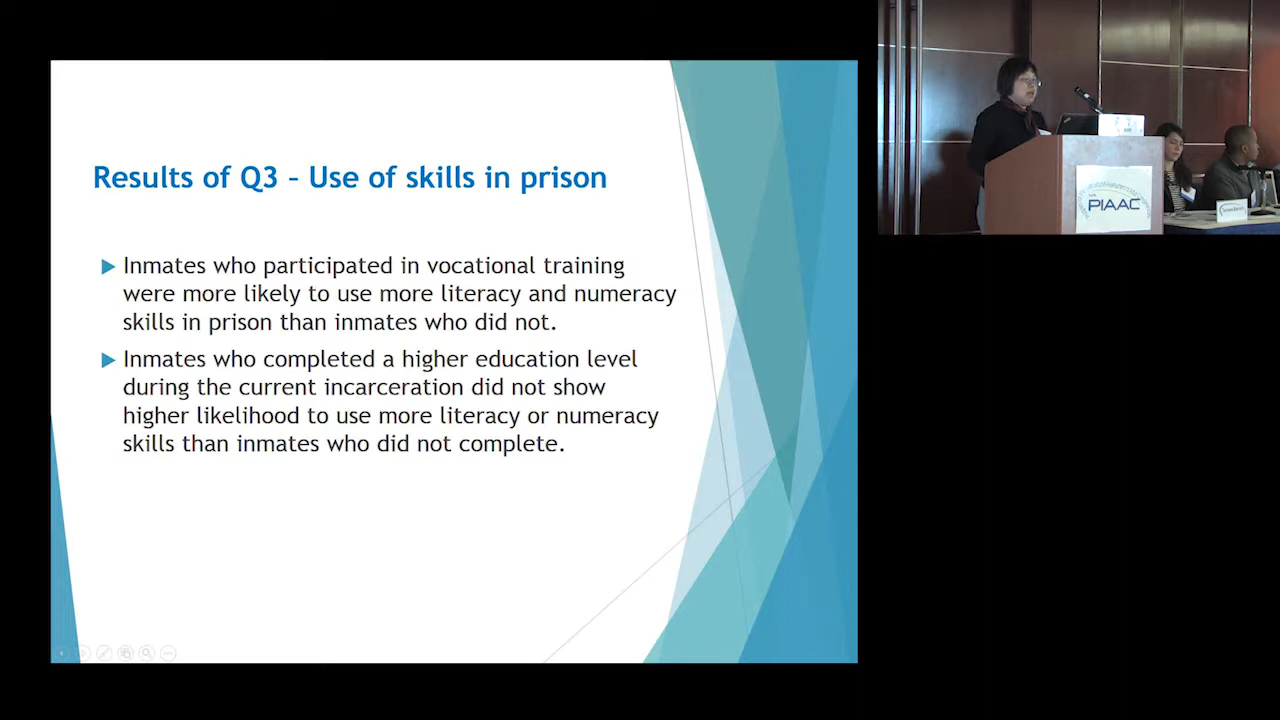 Results of Q3 – Use of skills in prison
Inmates who participated in vocational training
were more likely to use more literacy and numeracy
skills in prison than inmates who did not.
Inmates who completed a higher education level
during the current incarceration did not show
higher likelihood to use more literacy or numeracy
skills than inmates who did not complete.
PIAAC